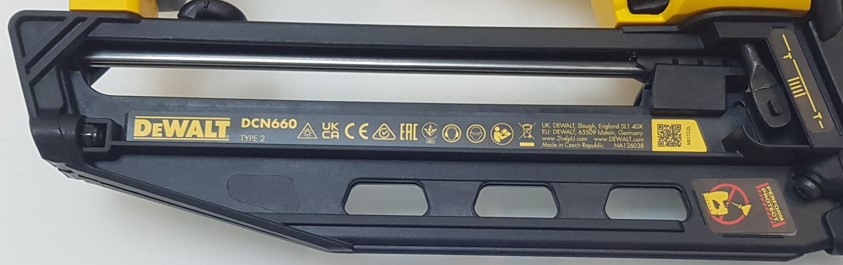 DEWALT
DCN660
TYPE 2
UK CA CE EAC
UK: DEWALT, Slough, England SL1 4DX
EU: DEWALT, 65509 Idstein, Germany
www.2helpU.com www.DEWALT.com
Made in Czech Republic NA126038